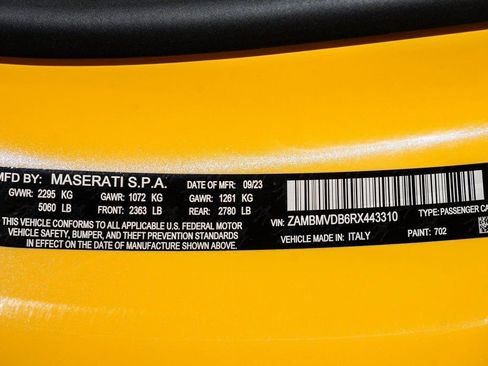 MFD BY: MASERATI S.P.A. DATE OF MFR: 09/23
GVWR: 2295 KG GAWR: 1072 KG GAWR: 1261 KG
5060 LB FRONT: 2363 LB REAR: 2780 LB
THIS VEHICLE CONFORMS TO ALL APPLICABLE U.S. FEDERAL MOTOR
VEHICLE SAFETY, BUMPER, AND THEFT PREVENTION STANDARDS
IN EFFECT ON THE DATE OF MANUFACTURE SHOWN ABOVE.
VIN: ZAMBMVDB6RX443310 TYPE: PASSENGER CA
VEHICLE MADE IN: ITALY PAINT: 702